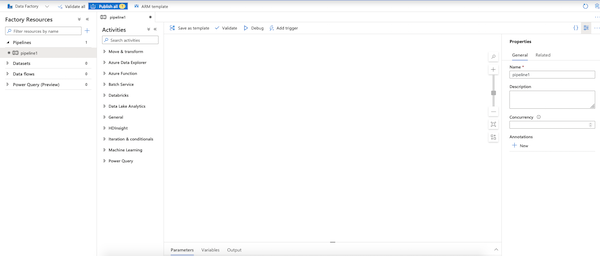 Data Factory
Validate all
Publish all 1
ARM template
Factory Resources
Filter resources by name
Pipelines 1
pipeline1
Datasets 0
Data flows 0
Power Query (Preview) 0
pipeline1
Activities
Search activities
Move & transform
Azure Data Explorer
Azure Function
Batch Service
Databricks
Data Lake Analytics
General
HDInsight
Iteration & conditionals
Machine Learning
Power Query
Save as template
Validate
Debug
Add trigger
Parameters
Variables
Output
Properties
General
Related
Name *
pipeline1
Description
Concurrency
Annotations
New